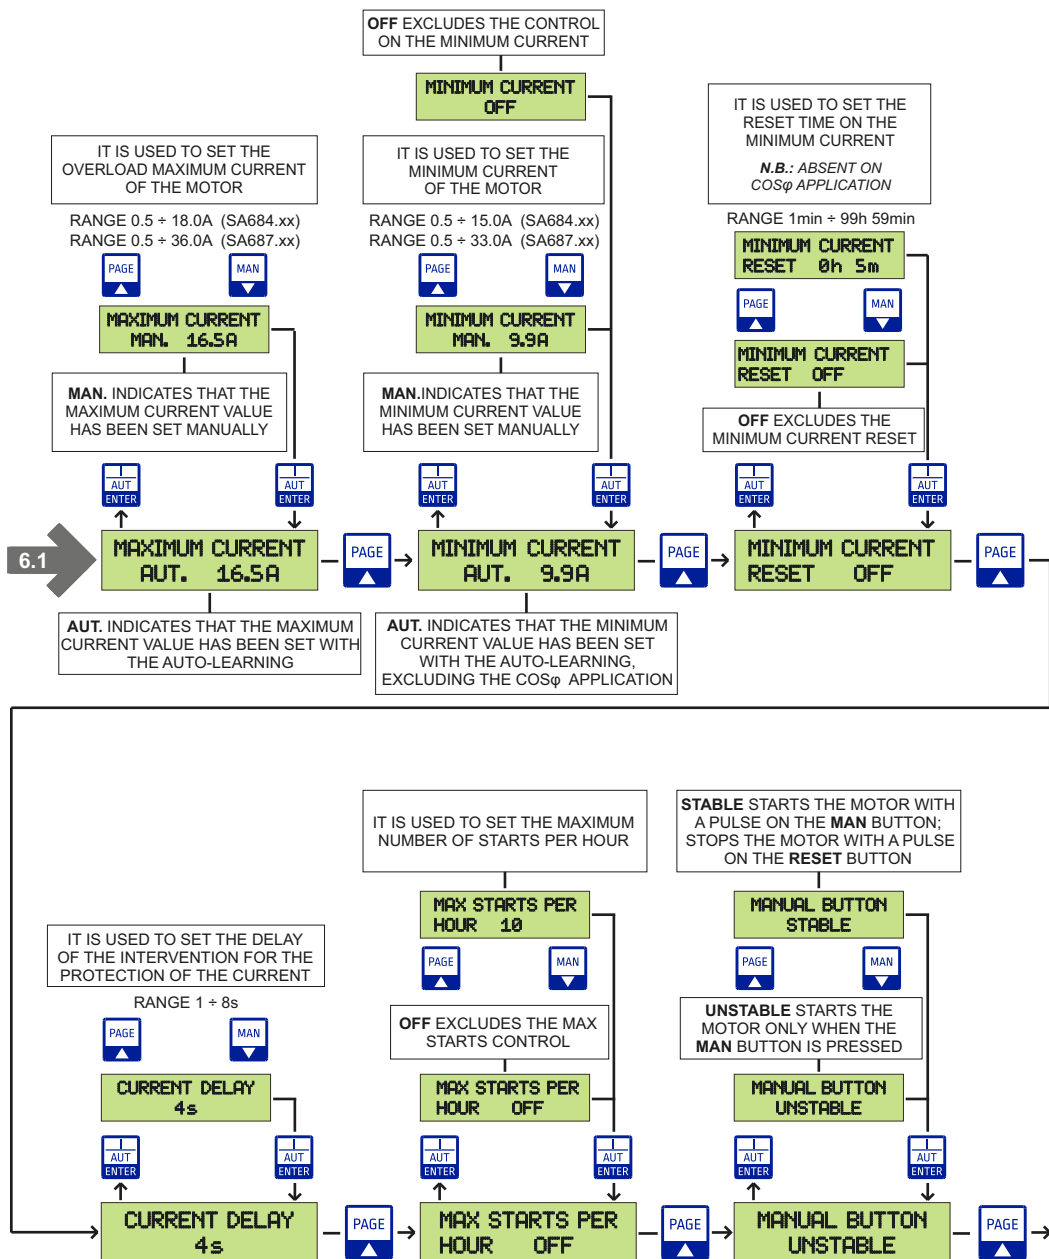 OFF EXCLUDES THE CONTROL
ON THE MINIMUM CURRENT
MINIMUM CURRENT
OFF
IT IS USED TO SET THE
OVERLOAD MAXIMUM CURRENT
OF THE MOTOR
RANGE 0.5 ÷ 18.0A (SA684.xx)
RANGE 0.5 ÷ 36.0A (SA687.xx)
PAGE
MAN
MAXIMUM CURRENT
MAN. 16.5A
MAN. INDICATES THAT THE
MAXIMUM CURRENT VALUE
HAS BEEN SET MANUALLY
AUT
ENTER
AUT
ENTER
IT IS USED TO SET THE
MINIMUM CURRENT
OF THE MOTOR
RANGE 0.5 ÷ 15.0A (SA684.xx)
RANGE 0.5 ÷ 33.0A (SA687.xx)
PAGE
MAN
MINIMUM CURRENT
MAN. 9.9A
MAN.INDICATES THAT THE
MINIMUM CURRENT VALUE
HAS BEEN SET MANUALLY
AUT
ENTER
AUT
ENTER
IT IS USED TO SET THE
RESET TIME ON THE
MINIMUM CURRENT
N.B.: ABSENT ON
COSφ APPLICATION
RANGE 1min ÷ 99h 59min
MINIMUM CURRENT
RESET 0h 5m
PAGE
MAN
MINIMUM CURRENT
RESET OFF
OFF EXCLUDES THE
MINIMUM CURRENT RESET
AUT
ENTER
AUT
ENTER
6.1
MAXIMUM CURRENT
AUT. 16.5A
PAGE
MINIMUM CURRENT
AUT. 9.9A
PAGE
MINIMUM CURRENT
RESET OFF
PAGE
AUT. INDICATES THAT THE MAXIMUM
CURRENT VALUE HAS BEEN SET WITH
THE AUTO-LEARNING
AUT. INDICATES THAT THE MINIMUM
CURRENT VALUE HAS BEEN SET
WITH THE AUTO-LEARNING,
EXCLUDING THE COSφ APPLICATION
IT IS USED TO SET THE DELAY
OF THE INTERVENTION FOR THE
PROTECTION OF THE CURRENT
RANGE 1 ÷ 8s
PAGE
MAN
CURRENT DELAY
4s
AUT
ENTER
AUT
ENTER
IT IS USED TO SET THE MAXIMUM
NUMBER OF STARTS PER HOUR
MAX STARTS PER
HOUR 10
PAGE
MAN
OFF EXCLUDES THE MAX
STARTS CONTROL
MAX STARTS PER
HOUR OFF
AUT
ENTER
AUT
ENTER
STABLE STARTS THE MOTOR WITH
A PULSE ON THE MAN BUTTON;
STOPS THE MOTOR WITH A PULSE
ON THE RESET BUTTON
MANUAL BUTTON
STABLE
PAGE
MAN
UNSTABLE STARTS THE
MOTOR ONLY WHEN THE
MAN BUTTON IS PRESSED
MANUAL BUTTON
UNSTABLE
AUT
ENTER
AUT
ENTER
CURRENT DELAY
4s
PAGE
MAX STARTS PER
HOUR OFF
PAGE
MANUAL BUTTON
UNSTABLE
PAGE